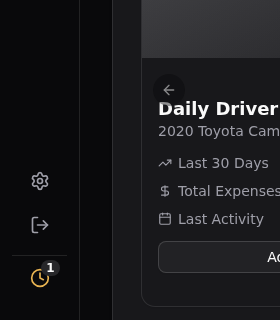 Daily Driver
2020 Toyota Cam
Last 30 Days
Total Expenses
Last Activity
1